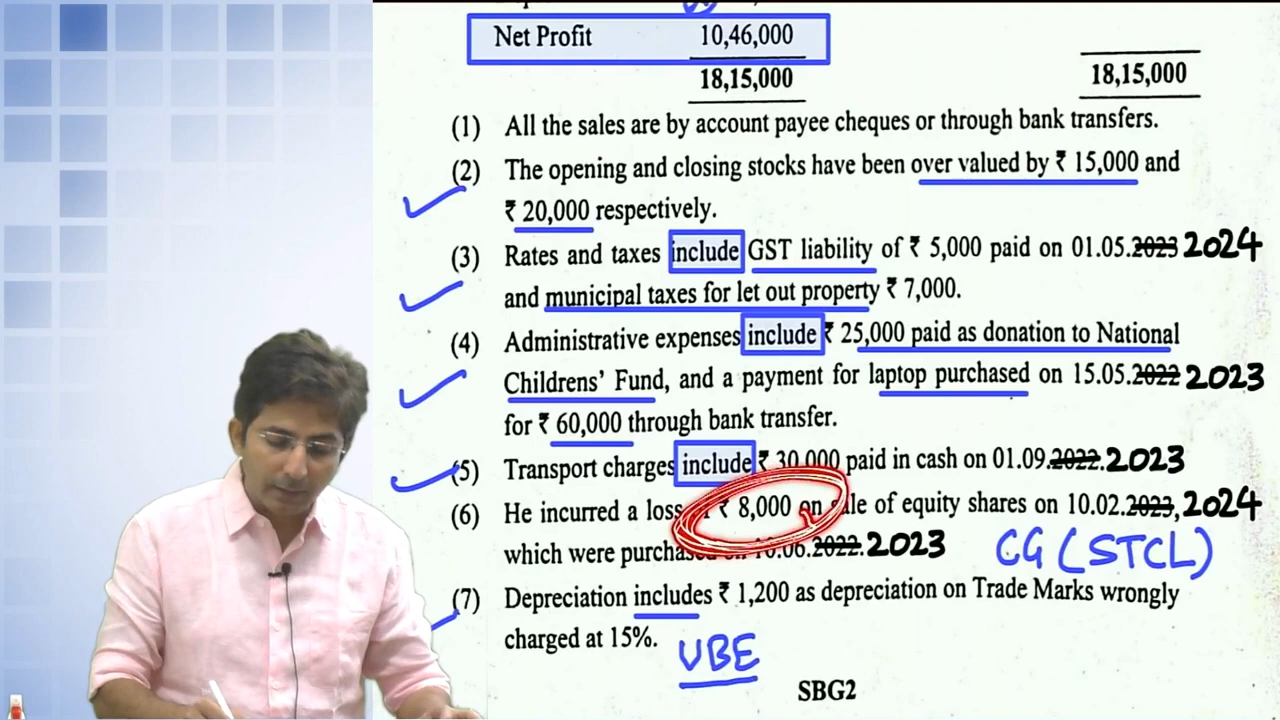 Net Profit 10,46,000
18,15,000 18,15,000
(1) All the sales are by account payee cheques or through bank transfers.
(2) The opening and closing stocks have been over valued by ₹ 15,000 and
₹ 20,000 respectively.
(3) Rates and taxes include GST liability of ₹ 5,000 paid on 01.05.2023 2024
and municipal taxes for let out property ₹ 7,000.
(4) Administrative expenses include ₹ 25,000 paid as donation to National
Childrens' Fund, and a payment for laptop purchased on 15.05.2022 2023
for ₹ 60,000 through bank transfer.
(5) Transport charges include ₹ 30,000 paid in cash on 01.09.2022. 2023
(6) He incurred a loss ₹ 8,000 on sale of equity shares on 10.02.2023, 2024
which were purchased on 10.06.2022. 2023 CG (STCL)
(7) Depreciation includes ₹ 1,200 as depreciation on Trade Marks wrongly
charged at 15%. UBE
SBG2